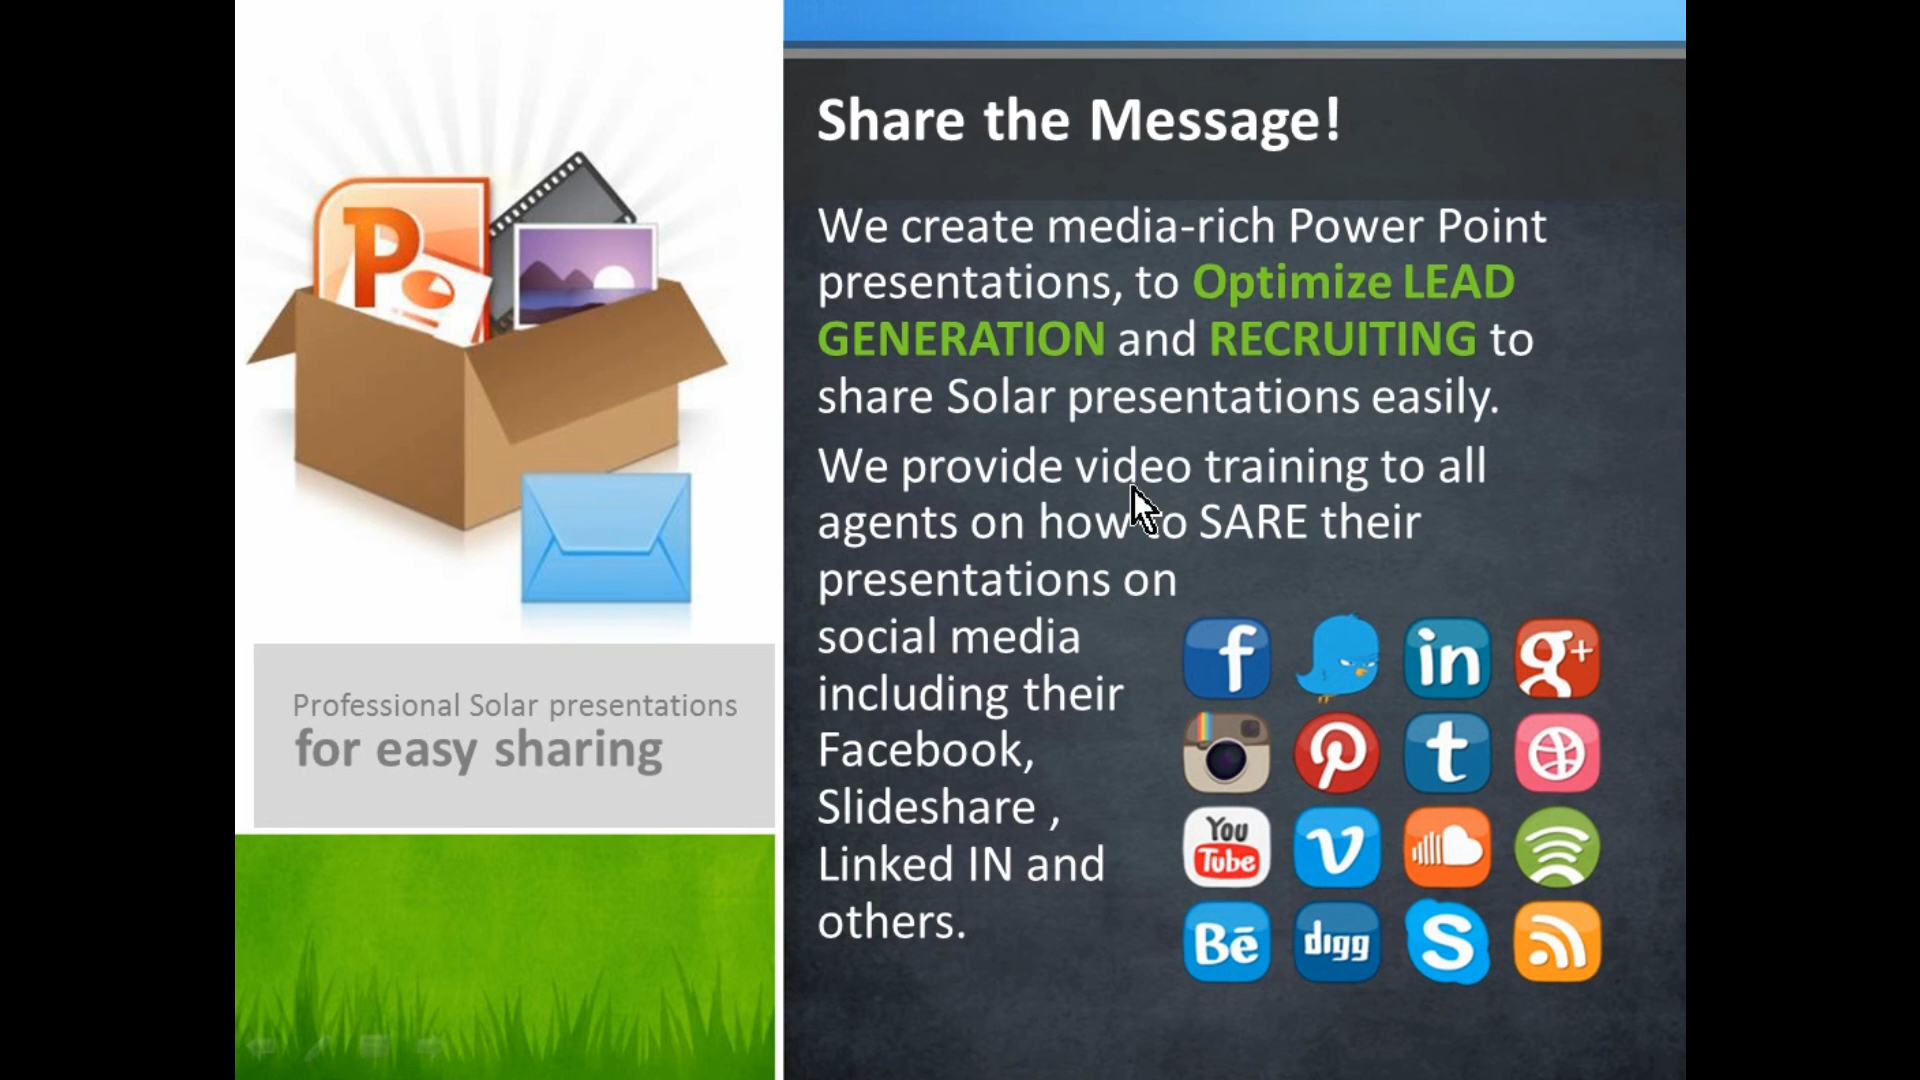 Share the Message!
We create media-rich Power Point
presentations, to Optimize LEAD
GENERATION and RECRUITING to
share Solar presentations easily.
We provide video training to all
agents on how to SARE their
presentations on
social media
including their
Facebook,
Slideshare ,
Linked IN and
others.
P
Professional Solar presentations
for easy sharing
f
in
g+
t
You
Tube
V
Bē
digg
S